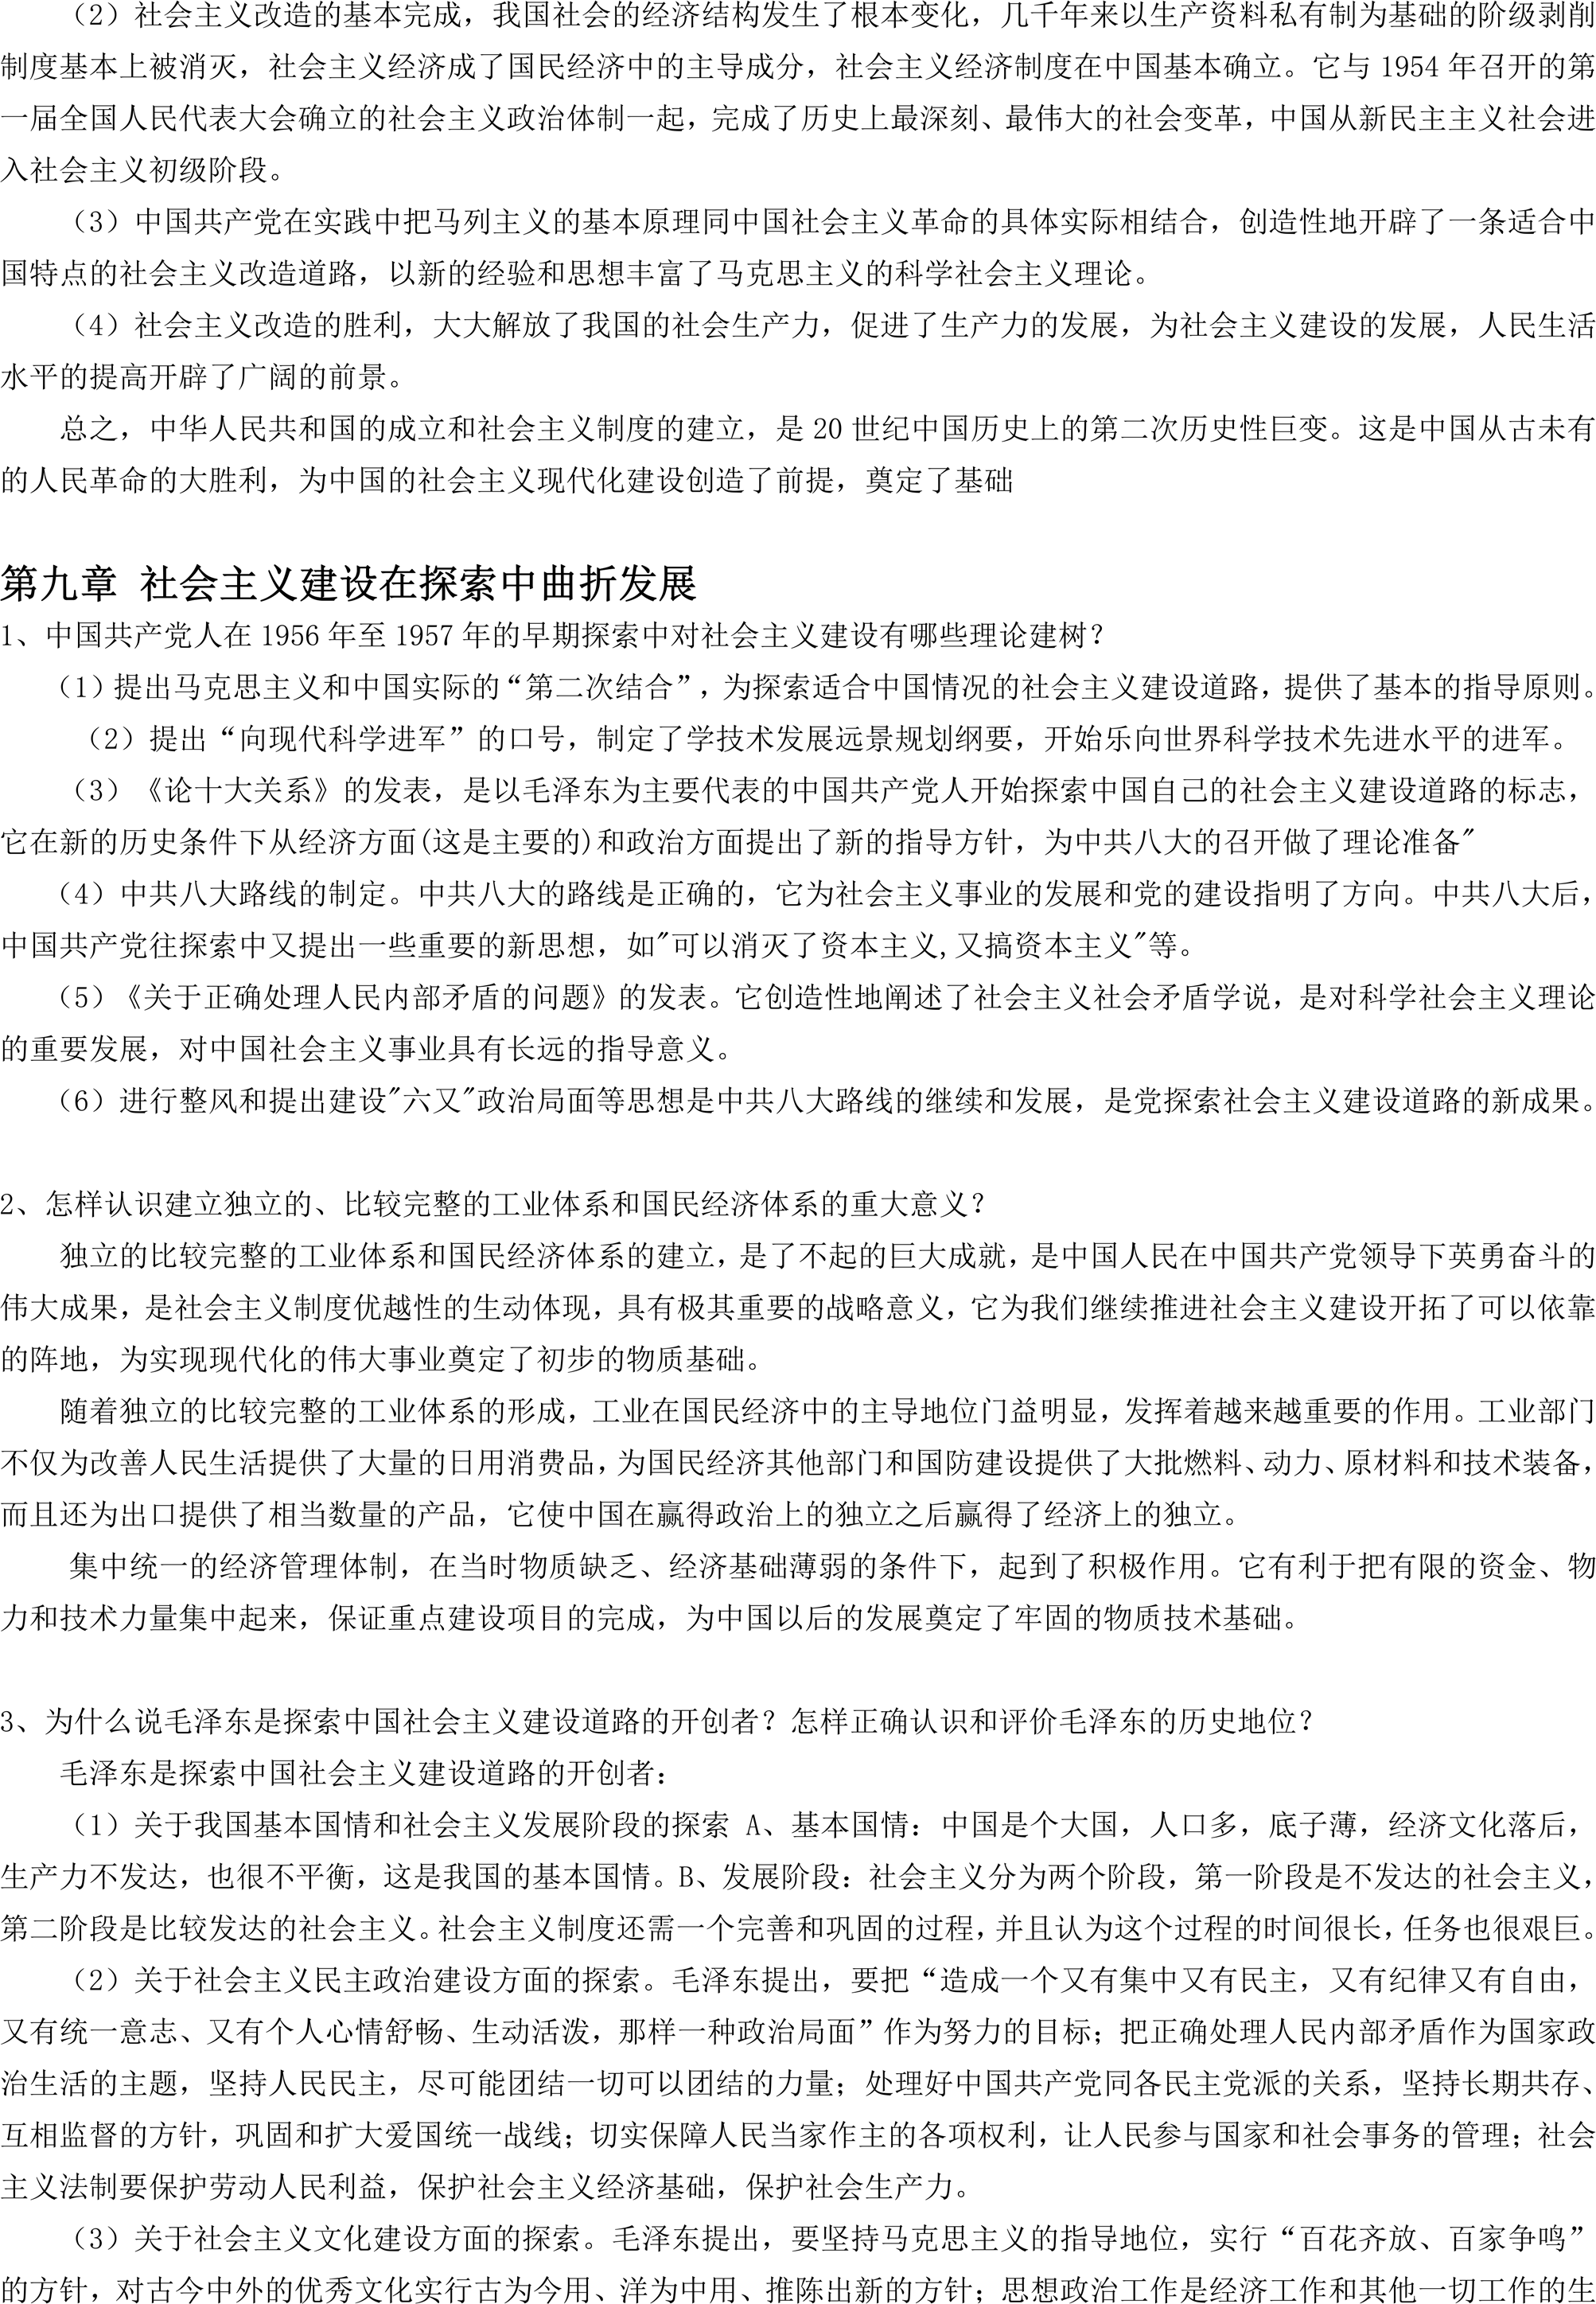 （2）社会主义改造的基本完成，我国社会的经济结构发生了根本变化，几千年来以生产资料私有制为基础的阶级剥削
制度基本上被消灭，社会主义经济成了国民经济中的主导成分，社会主义经济制度在中国基本确立。它与 1954 年召开的第
一届全国人民代表大会确立的社会主义政治体制一起，完成了历史上最深刻、最伟大的社会变革，中国从新民主主义社会进
入社会主义初级阶段。
（3）中国共产党在实践中把马列主义的基本原理同中国社会主义革命的具体实际相结合，创造性地开辟了一条适合中
国特点的社会主义改造道路，以新的经验和思想丰富了马克思主义的科学社会主义理论。
（4）社会主义改造的胜利，大大解放了我国的社会生产力，促进了生产力的发展，为社会主义建设的发展，人民生活
水平的提高开辟了广阔的前景。
总之，中华人民共和国的成立和社会主义制度的建立，是 20 世纪中国历史上的第二次历史性巨变。这是中国从古未有
的人民革命的大胜利，为中国的社会主义现代化建设创造了前提，奠定了基础
第九章 社会主义建设在探索中曲折发展
1、中国共产党人在 1956 年至 1957 年的早期探索中对社会主义建设有哪些理论建树？
（1）提出马克思主义和中国实际的“第二次结合”，为探索适合中国情况的社会主义建设道路，提供了基本的指导原则。
（2）提出“向现代科学进军”的口号，制定了学技术发展远景规划纲要，开始乐向世界科学技术先进水平的进军。
（3）《论十大关系》的发表，是以毛泽东为主要代表的中国共产党人开始探索中国自己的社会主义建设道路的标志，
它在新的历史条件下从经济方面(这是主要的)和政治方面提出了新的指导方针，为中共八大的召开做了理论准备"
（4）中共八大路线的制定。中共八大的路线是正确的，它为社会主义事业的发展和党的建设指明了方向。中共八大后，
中国共产党往探索中又提出一些重要的新思想，如"可以消灭了资本主义,又搞资本主义"等。
（5）《关于正确处理人民内部矛盾的问题》的发表。它创造性地阐述了社会主义社会矛盾学说，是对科学社会主义理论
的重要发展，对中国社会主义事业具有长远的指导意义。
（6）进行整风和提出建设"六又"政治局面等思想是中共八大路线的继续和发展，是党探索社会主义建设道路的新成果。
2、怎样认识建立独立的、比较完整的工业体系和国民经济体系的重大意义？
独立的比较完整的工业体系和国民经济体系的建立，是了不起的巨大成就，是中国人民在中国共产党领导下英勇奋斗的
伟大成果，是社会主义制度优越性的生动体现，具有极其重要的战略意义，它为我们继续推进社会主义建设开拓了可以依靠
的阵地，为实现现代化的伟大事业奠定了初步的物质基础。
随着独立的比较完整的工业体系的形成，工业在国民经济中的主导地位门益明显，发挥着越来越重要的作用。工业部门
不仅为改善人民生活提供了大量的日用消费品，为国民经济其他部门和国防建设提供了大批燃料、动力、原材料和技术装备，
而且还为出口提供了相当数量的产品，它使中国在赢得政治上的独立之后赢得了经济上的独立。
集中统一的经济管理体制，在当时物质缺乏、经济基础薄弱的条件下，起到了积极作用。它有利于把有限的资金、物
力和技术力量集中起来，保证重点建设项目的完成，为中国以后的发展奠定了牢固的物质技术基础。
3、为什么说毛泽东是探索中国社会主义建设道路的开创者？怎样正确认识和评价毛泽东的历史地位？
毛泽东是探索中国社会主义建设道路的开创者：
（1）关于我国基本国情和社会主义发展阶段的探索 A、基本国情：中国是个大国，人口多，底子薄，经济文化落后，
生产力不发达，也很不平衡，这是我国的基本国情。B、发展阶段：社会主义分为两个阶段，第一阶段是不发达的社会主义，
第二阶段是比较发达的社会主义。社会主义制度还需一个完善和巩固的过程，并且认为这个过程的时间很长，任务也很艰巨。
（2）关于社会主义民主政治建设方面的探索。毛泽东提出，要把“造成一个又有集中又有民主，又有纪律又有自由，
又有统一意志、又有个人心情舒畅、生动活泼，那样一种政治局面”作为努力的目标；把正确处理人民内部矛盾作为国家政
治生活的主题，坚持人民民主，尽可能团结一切可以团结的力量；处理好中国共产党同各民主党派的关系，坚持长期共存、
互相监督的方针，巩固和扩大爱国统一战线；切实保障人民当家作主的各项权利，让人民参与国家和社会事务的管理；社会
主义法制要保护劳动人民利益，保护社会主义经济基础，保护社会生产力。
（3）关于社会主义文化建设方面的探索。毛泽东提出，要坚持马克思主义的指导地位，实行“百花齐放、百家争鸣”
的方针，对古今中外的优秀文化实行古为今用、洋为中用、推陈出新的方针；思想政治工作是经济工作和其他一切工作的生